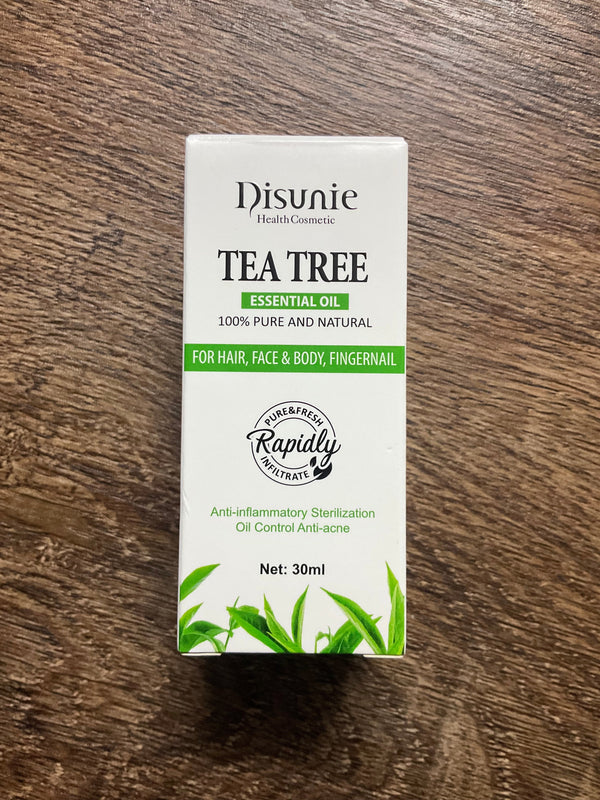 Disunie
Health Cosmetic
TEA TREE
ESSENTIAL OIL
100% PURE AND NATURAL
FOR HAIR, FACE & BODY, FINGERNAIL
PURE&FRESH
Rapidly
INFILTRATE
Anti-inflammatory Sterilization
Oil Control Anti-acne
Net: 30ml